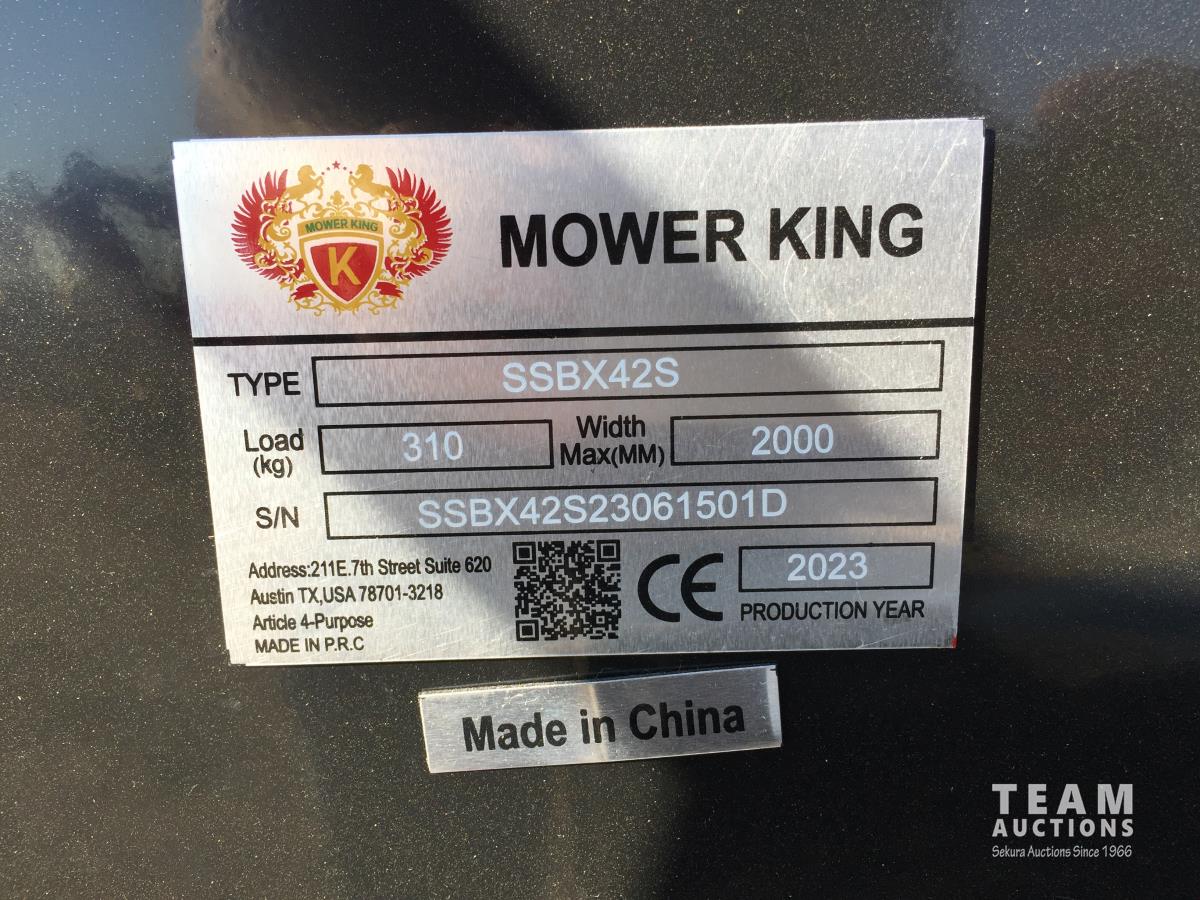 MOWER KING
K
MOWER KING
TYPE SSBX42S
Load (kg) 310 Width Max(MM) 2000
S/N SSBX42S23061501D
Address:211E.7th Street Suite 620
Austin TX,USA 78701-3218
Article 4-Purpose
MADE IN P.R.C
CE
2023
PRODUCTION YEAR
Made in China
TEAM
AUCTIONS
Sekura Auctions Since 1966